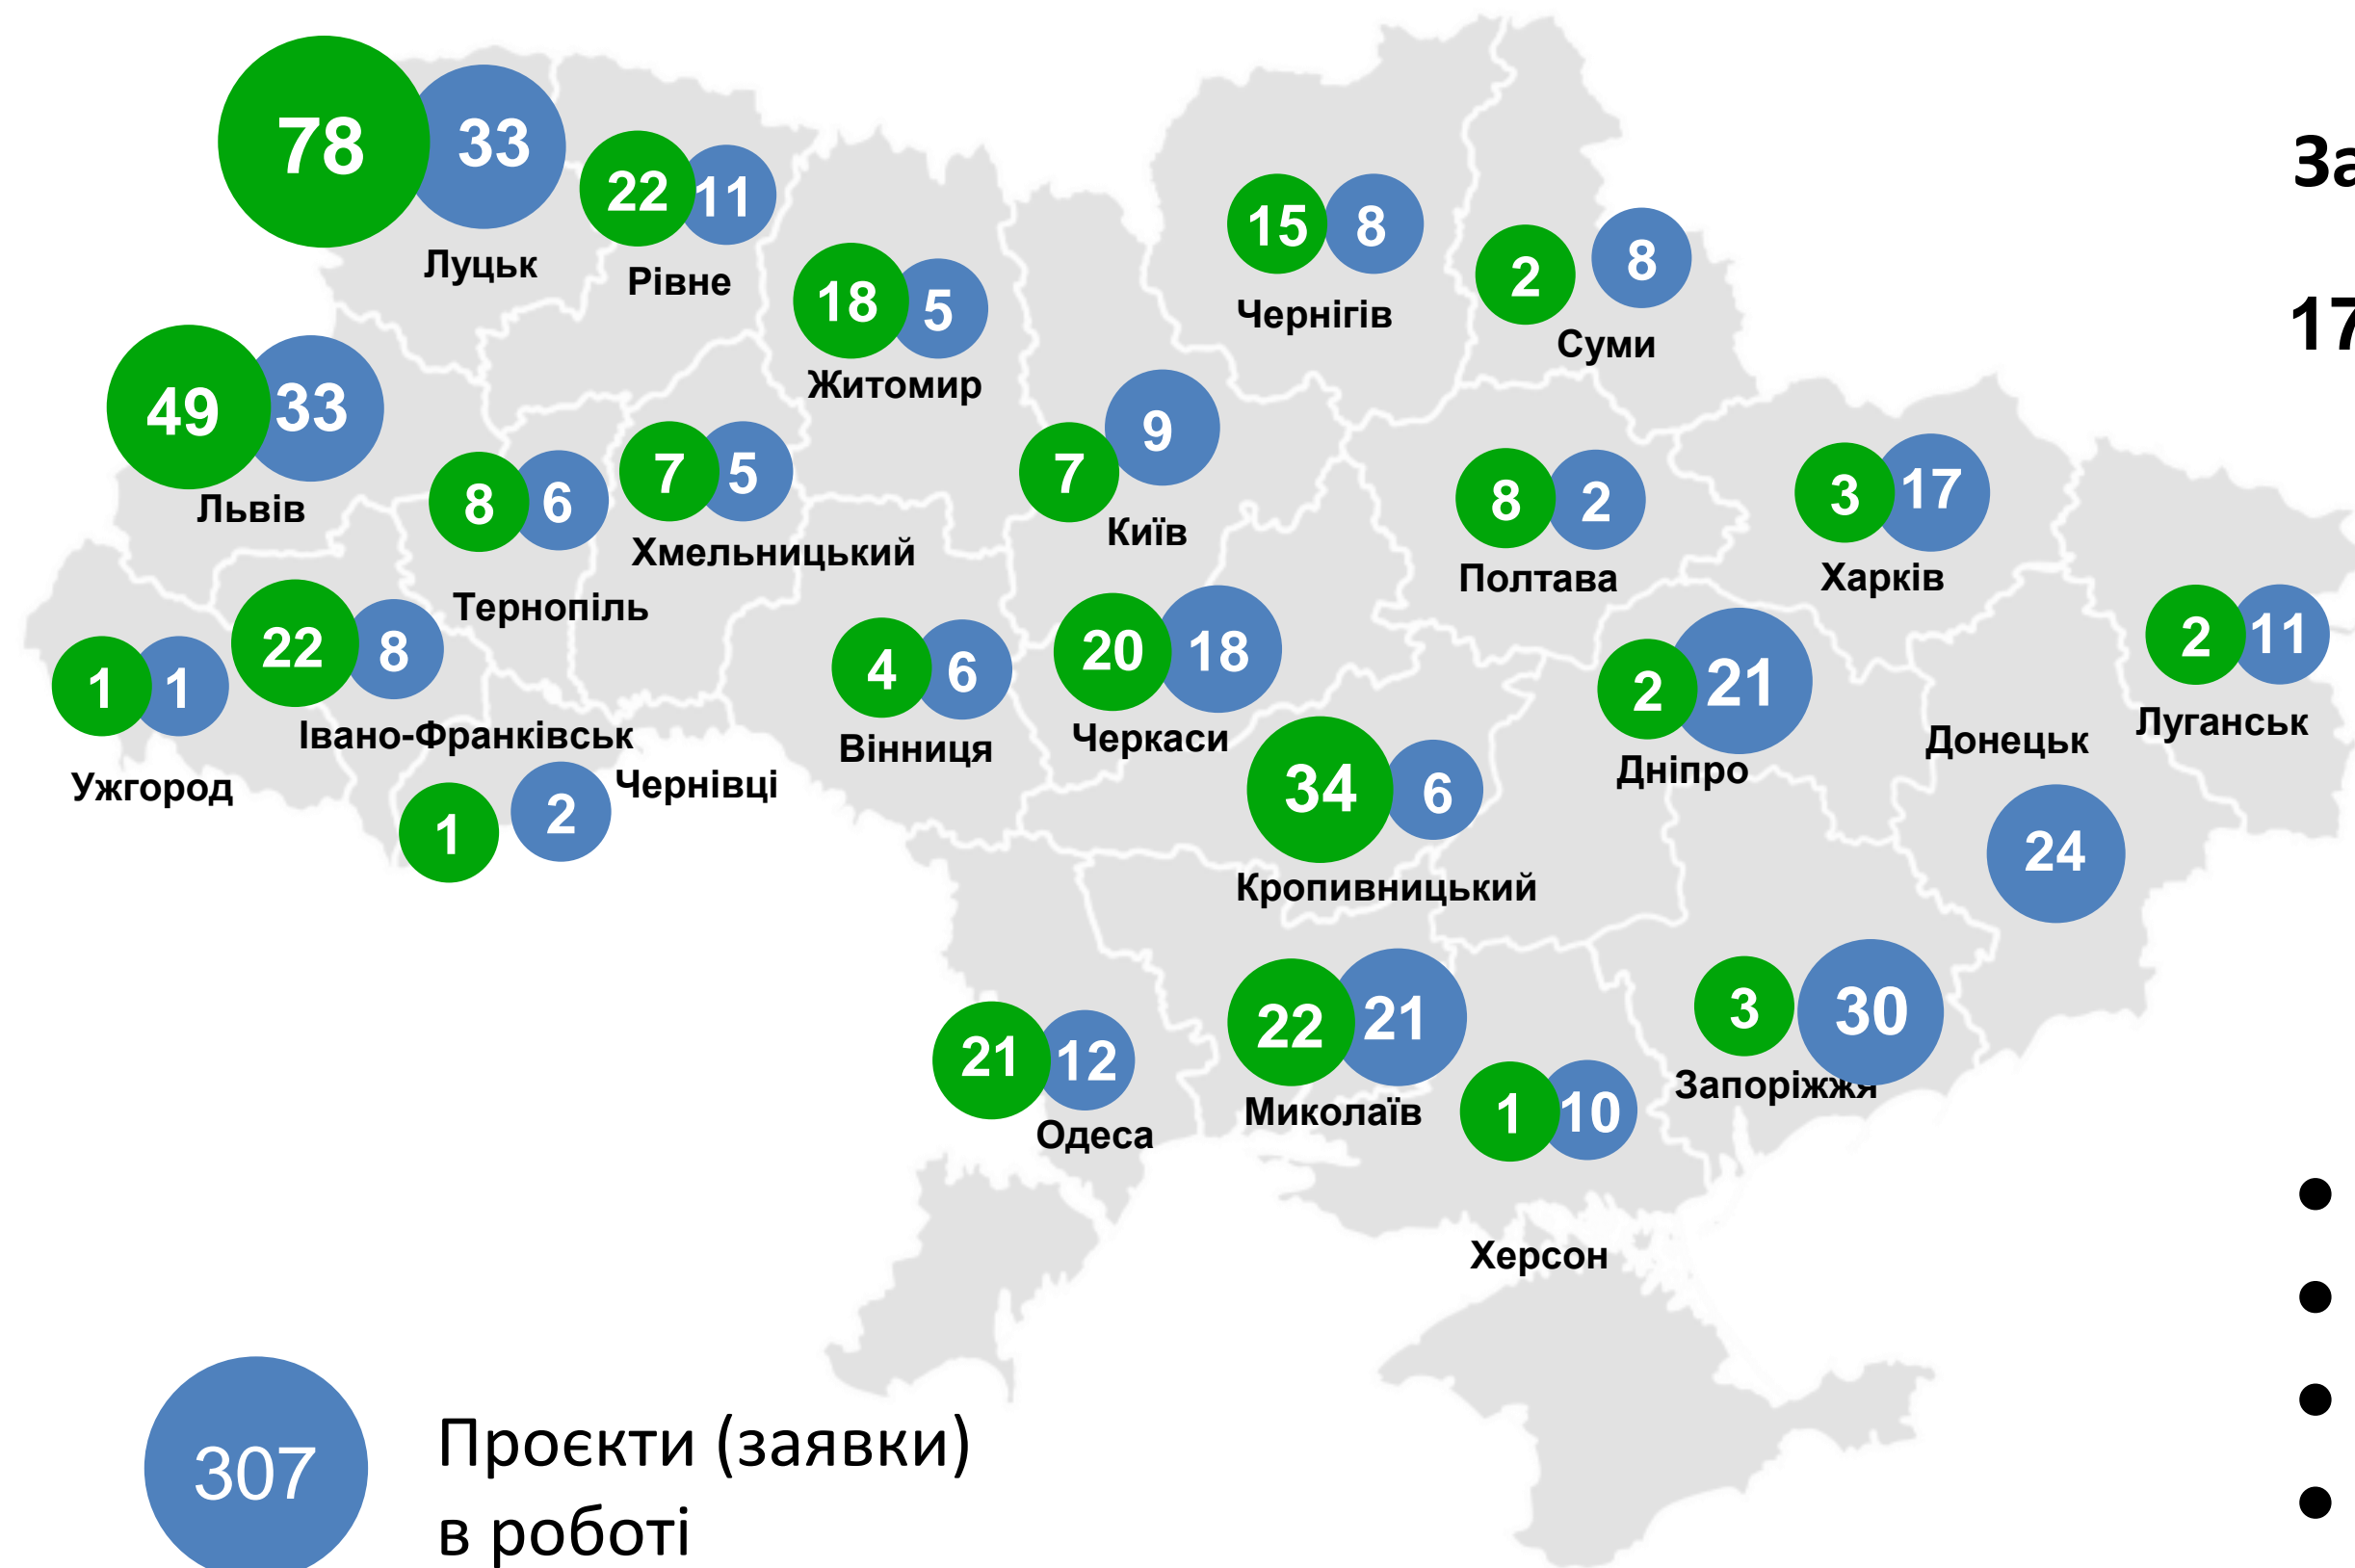 78 33
Луцьк
22 11
Рівне
18 5
Житомир
15 8
Чернігів
2 8
Суми
За
17
49 33
Львів
8 6
Тернопіль
7 5
Хмельницький
7 9
Київ
8 2
Полтава
3 17
Харків
2 11
Луганськ
1 1
Ужгород
22 8
Івано-Франківськ
1 2
Чернівці
4 6
Вінниця
20 18
Черкаси
34 6
Кропивницький
2 21
Дніпро
Донецьк
24
21 12
Одеса
22 21
Миколаїв
1 10
Херсон
3 30
Запоріжжя
307
Проєкти (заявки)
в роботі